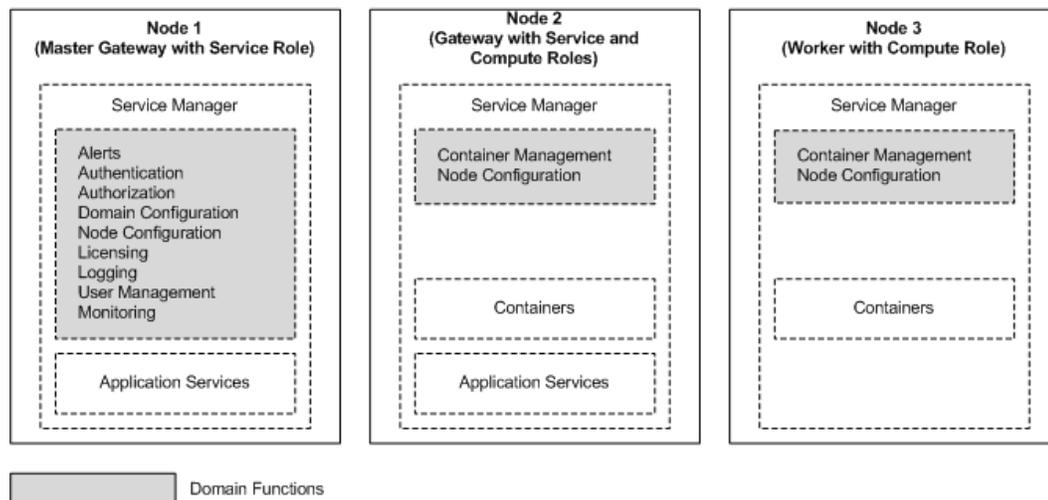 Node 1
(Master Gateway with Service Role)
Service Manager
Alerts
Authentication
Authorization
Domain Configuration
Node Configuration
Licensing
Logging
User Management
Monitoring
Application Services
Node 2
(Gateway with Service and
Compute Roles)
Service Manager
Container Management
Node Configuration
Containers
Application Services
Node 3
(Worker with Compute Role)
Service Manager
Container Management
Node Configuration
Containers
Domain Functions